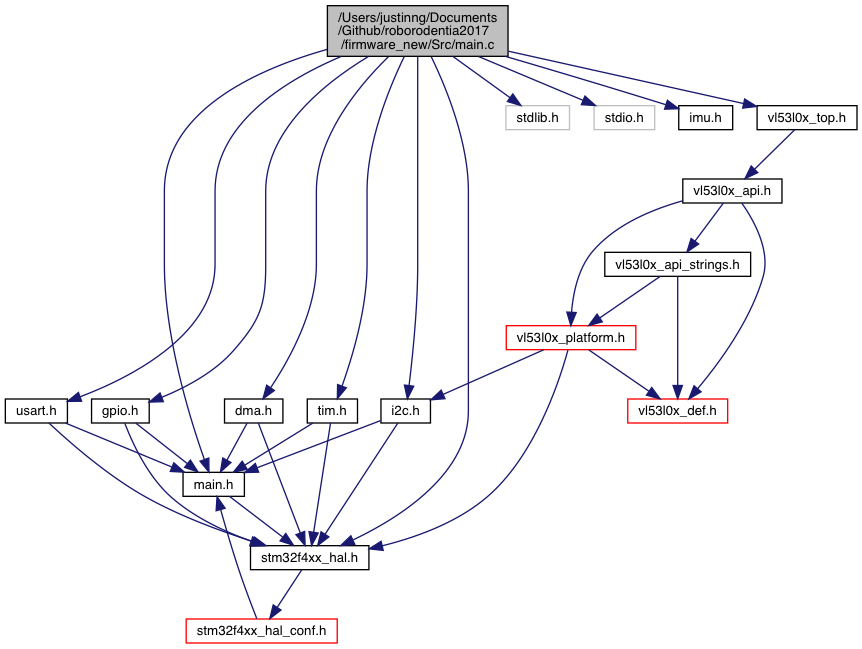 /Users/justinng/Documents
/Github/roborodentia2017
/firmware_new/Src/main.c
stdlib.h
stdio.h
imu.h
vl53l0x_top.h
vl53l0x_api.h
vl53l0x_api_strings.h
vl53l0x_platform.h
usart.h
gpio.h
dma.h
tim.h
i2c.h
vl53l0x_def.h
main.h
stm32f4xx_hal.h
stm32f4xx_hal_conf.h